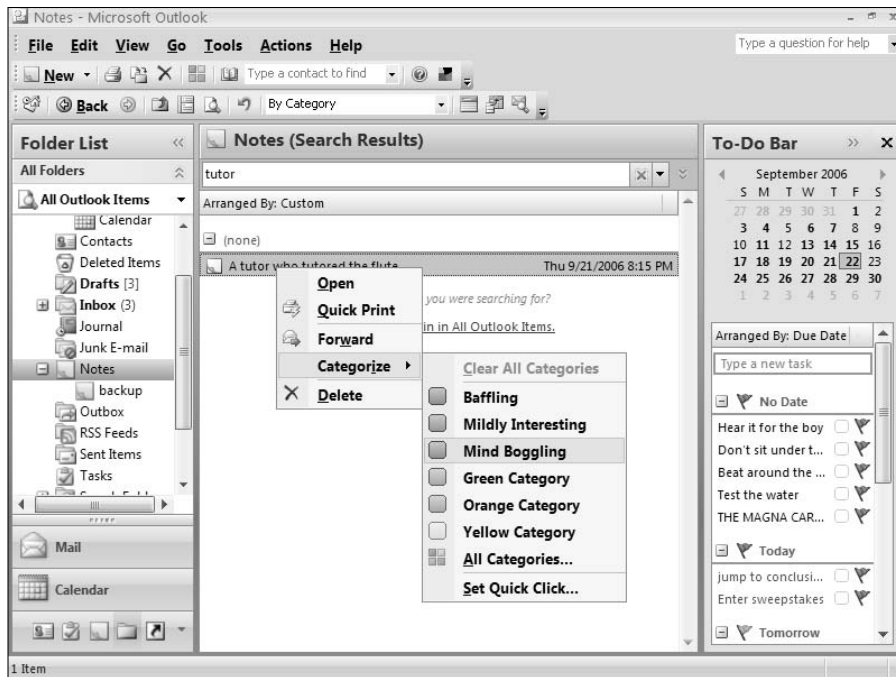 Notes - Microsoft Outlook
File Edit View Go Tools Actions Help
Type a question for help
New
Type a contact to find
Back
By Category
Folder List
All Folders
All Outlook Items
Calendar
Contacts
Deleted Items
Drafts [3]
Inbox (3)
Journal
Junk E-mail
Notes
backup
Outbox
RSS Feeds
Sent Items
Tasks
Mail
Calendar
Notes (Search Results)
tutor
Arranged By: Custom
(none)
A tutor who tutored the flute Thu 9/21/2006 8:15 PM
you were searching for?
in in All Outlook Items.
Open
Quick Print
Forward
Categorize
Delete
Clear All Categories
Baffling
Mildly Interesting
Mind Boggling
Green Category
Orange Category
Yellow Category
All Categories...
Set Quick Click...
To-Do Bar
September 2006
S M T W T F S
27 28 29 30 31 1 2
3 4 5 6 7 8 9
10 11 12 13 14 15 16
17 18 19 20 21 22 23
24 25 26 27 28 29 30
1 2 3 4 5 6 7
Arranged By: Due Date
Type a new task
No Date
Hear it for the boy
Don't sit under t...
Beat around the ...
Test the water
THE MAGNA CAR...
Today
jump to conclusi...
Enter sweepstakes
Tomorrow
1 Item